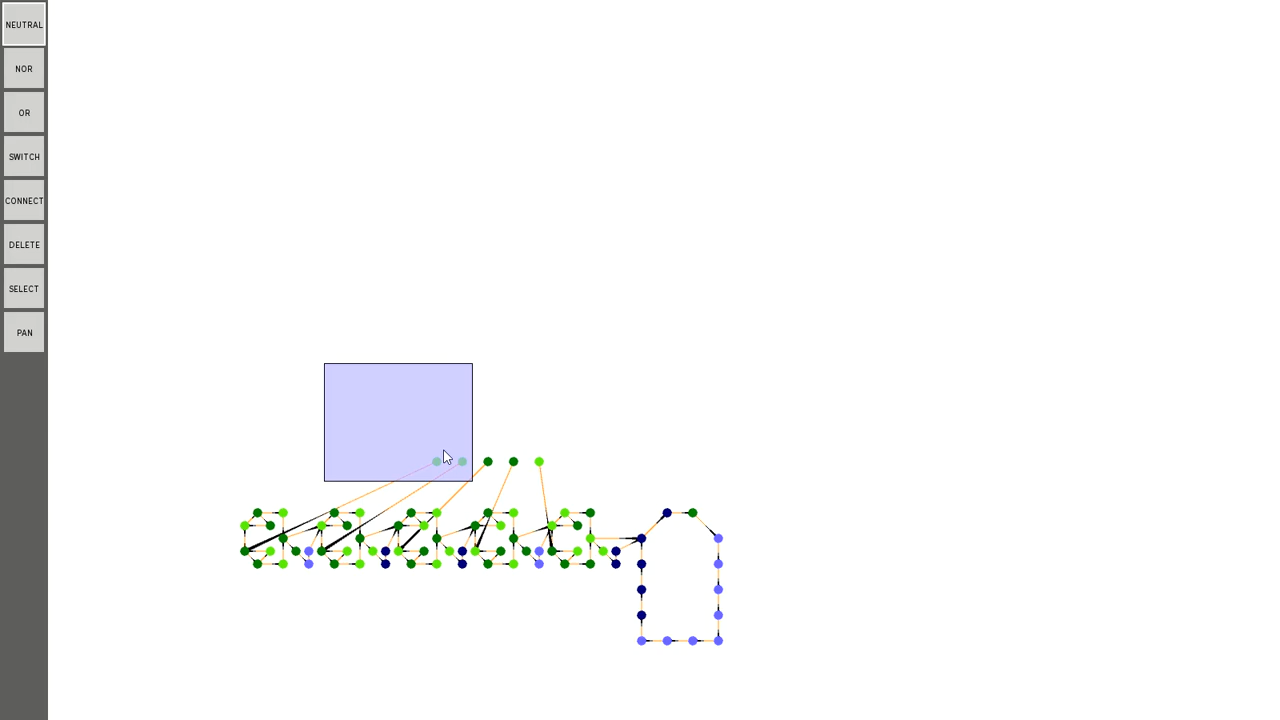 NEUTRAL
NOR
OR
SWITCH
CONNECT
DELETE
SELECT
PAN